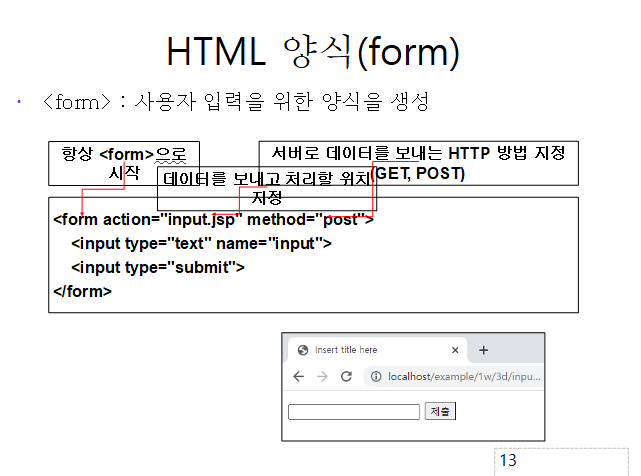 HTML 양식(form)
• <form> : 사용자 입력을 위한 양식을 생성
항상 <form>으로
시작
서버로 데이터를 보내는 HTTP 방법 지정
(GET, POST)
데이터를 보내고 처리할 위치
지정
<form action="input.jsp" method="post">
<input type="text" name="input">
<input type="submit">
</form>
Insert title here
localhost/example/1w/3d/inpu...
제출
13